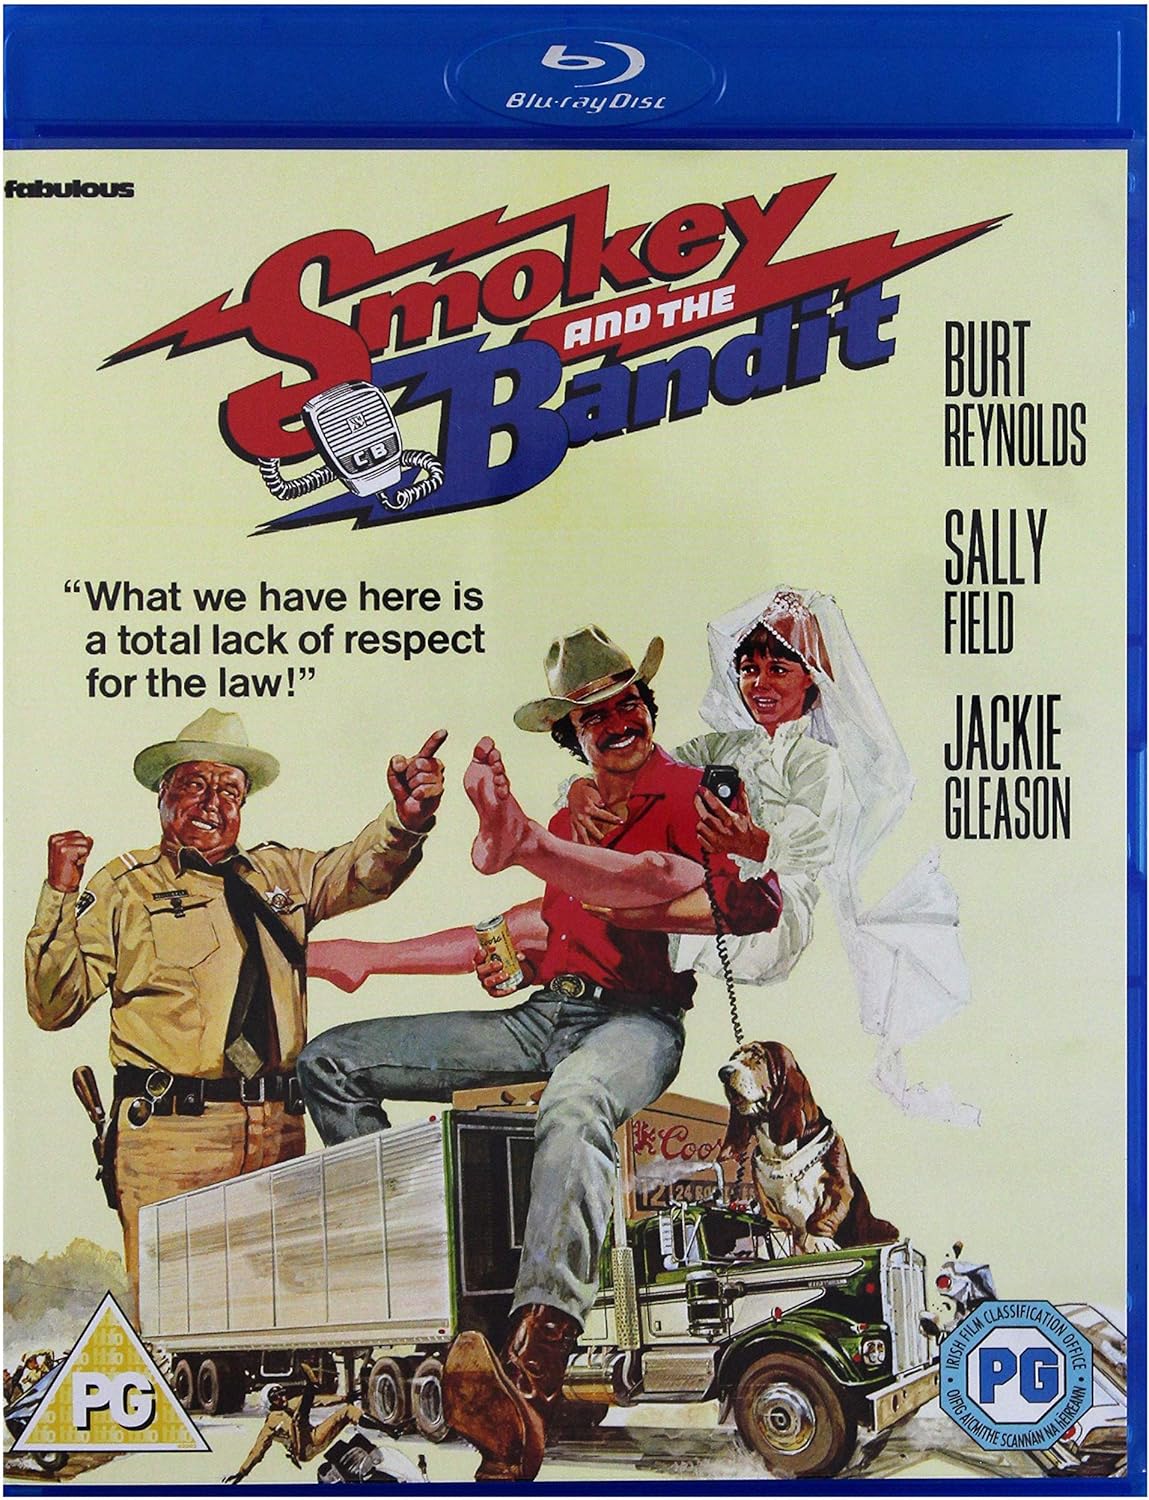 Blu-ray Disc
fabulous
Smokey
AND THE
Bandit
CB
BURT
REYNOLDS
SALLY
FIELD
JACKIE
GLEASON
“What we have here is
a total lack of respect
for the law!”
Coors
Coors
PG
IRISH FILM CLASSIFICATION OFFICE
PG
OIFIG AICMITHE SCANNÁN NA hÉIREANN